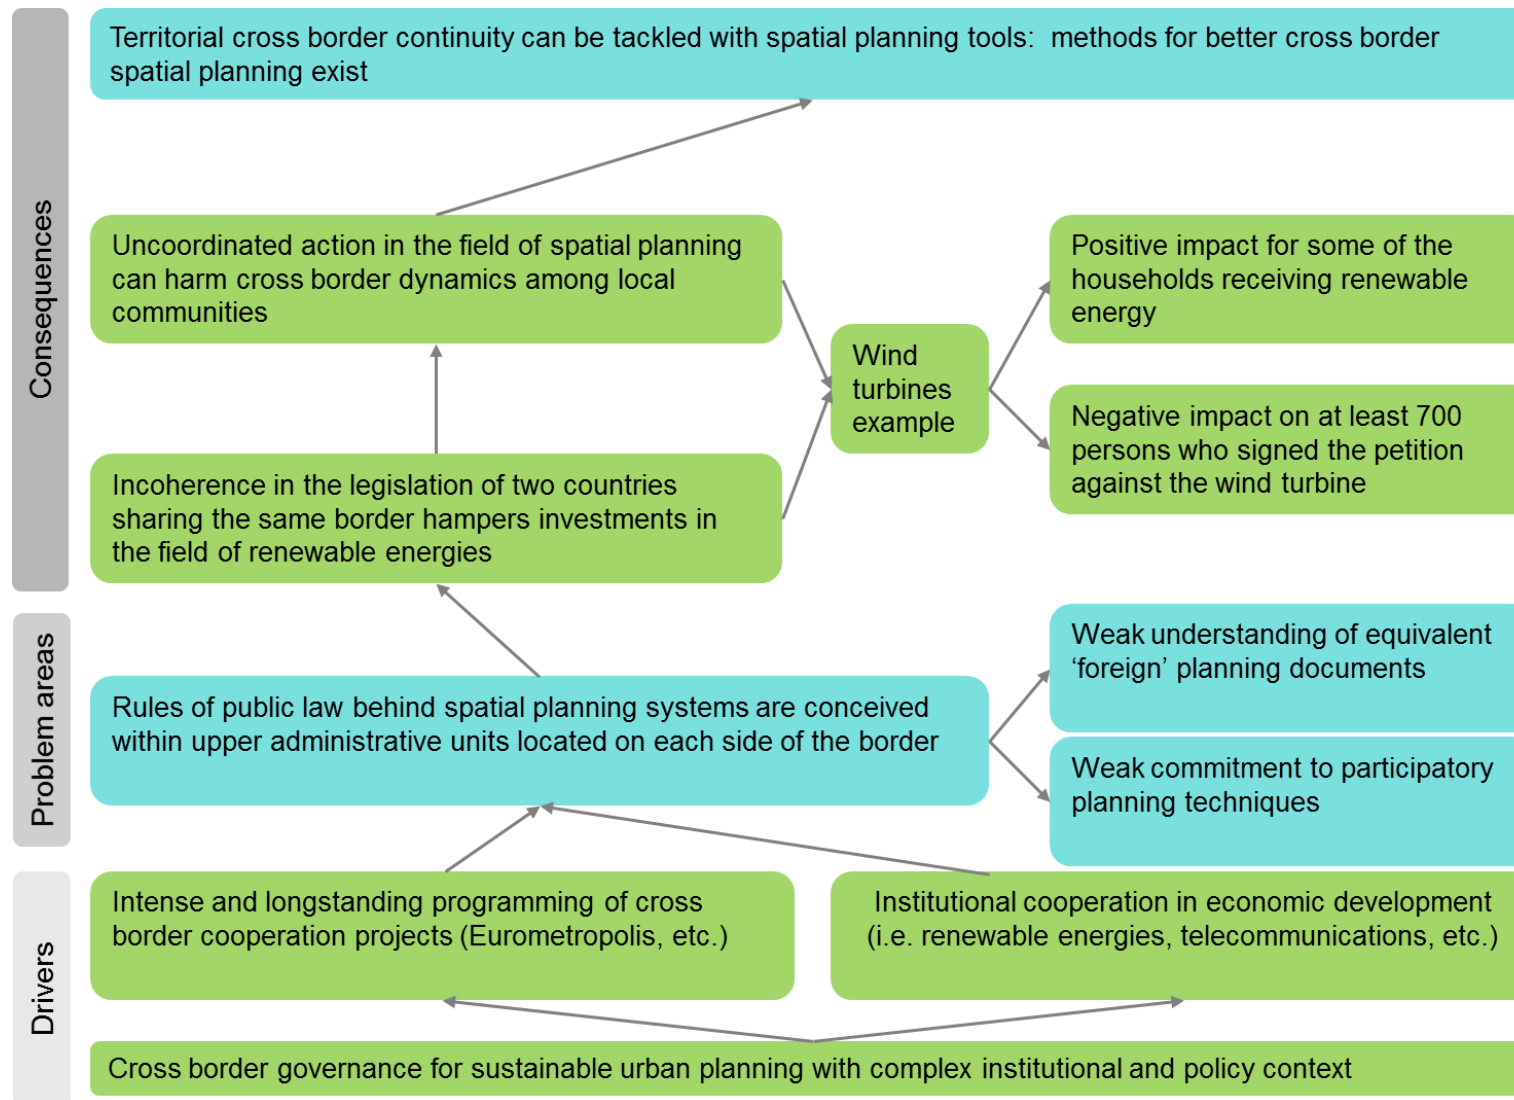 Consequences
Territorial cross border continuity can be tackled with spatial planning tools:  methods for better cross border
spatial planning exist
Uncoordinated action in the field of spatial planning
can harm cross border dynamics among local
communities
Wind
turbines
example
Positive impact for some of the
households receiving renewable
energy
Negative impact on at least 700
persons who signed the petition
against the wind turbine
Incoherence in the legislation of two countries
sharing the same border hampers investments in
the field of renewable energies
Problem areas
Rules of public law behind spatial planning systems are conceived
within upper administrative units located on each side of the border
Weak understanding of equivalent
‘foreign’ planning documents
Weak commitment to participatory
planning techniques
Drivers
Intense and longstanding programming of cross
border cooperation projects (Eurometropolis, etc.)
Institutional cooperation in economic development
(i.e. renewable energies, telecommunications, etc.)
Cross border governance for sustainable urban planning with complex institutional and policy context